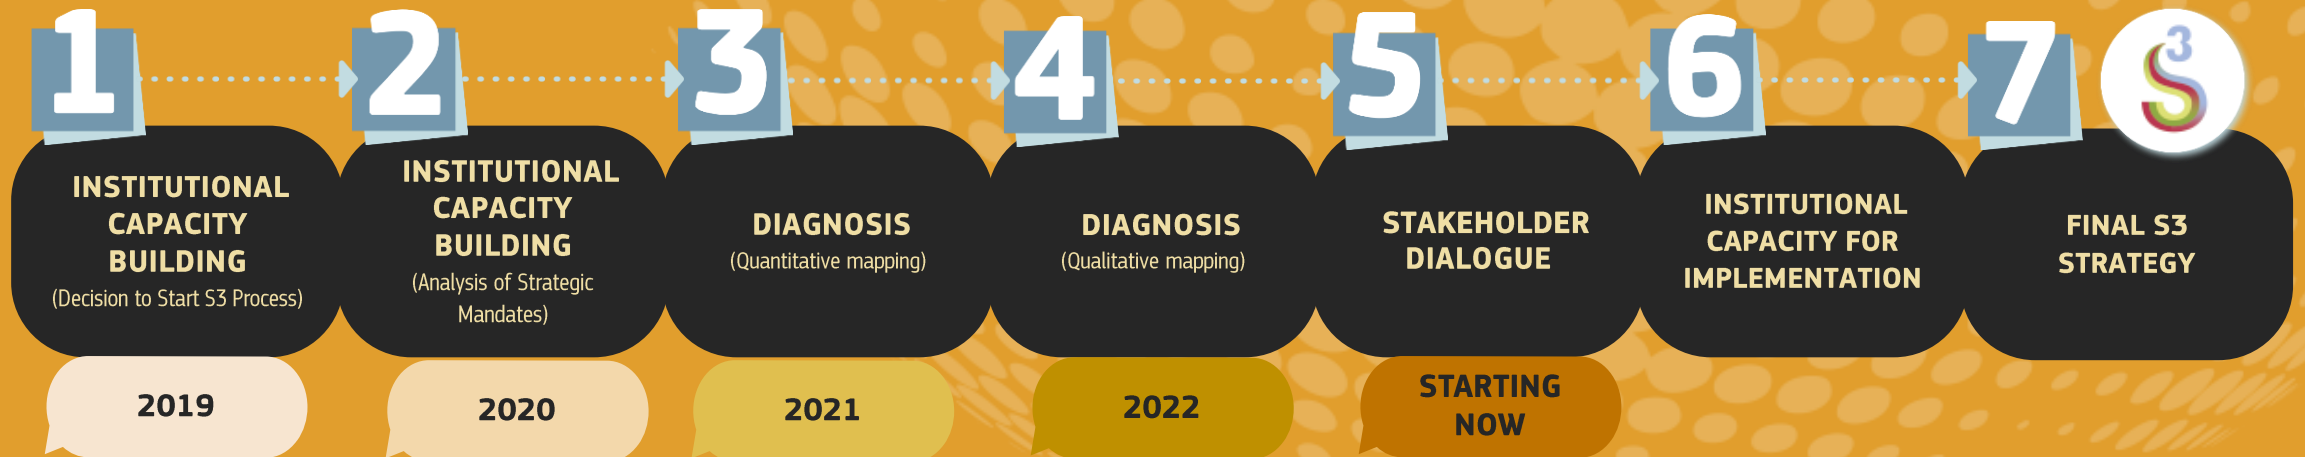 1
INSTITUTIONAL
CAPACITY
BUILDING
(Decision to Start S3 Process)
2019
2
INSTITUTIONAL
CAPACITY
BUILDING
(Analysis of Strategic
Mandates)
2020
3
DIAGNOSIS
(Quantitative mapping)
2021
4
DIAGNOSIS
(Qualitative mapping)
2022
5
STAKEHOLDER
DIALOGUE
STARTING
NOW
6
INSTITUTIONAL
CAPACITY FOR
IMPLEMENTATION
7
S3
FINAL S3
STRATEGY